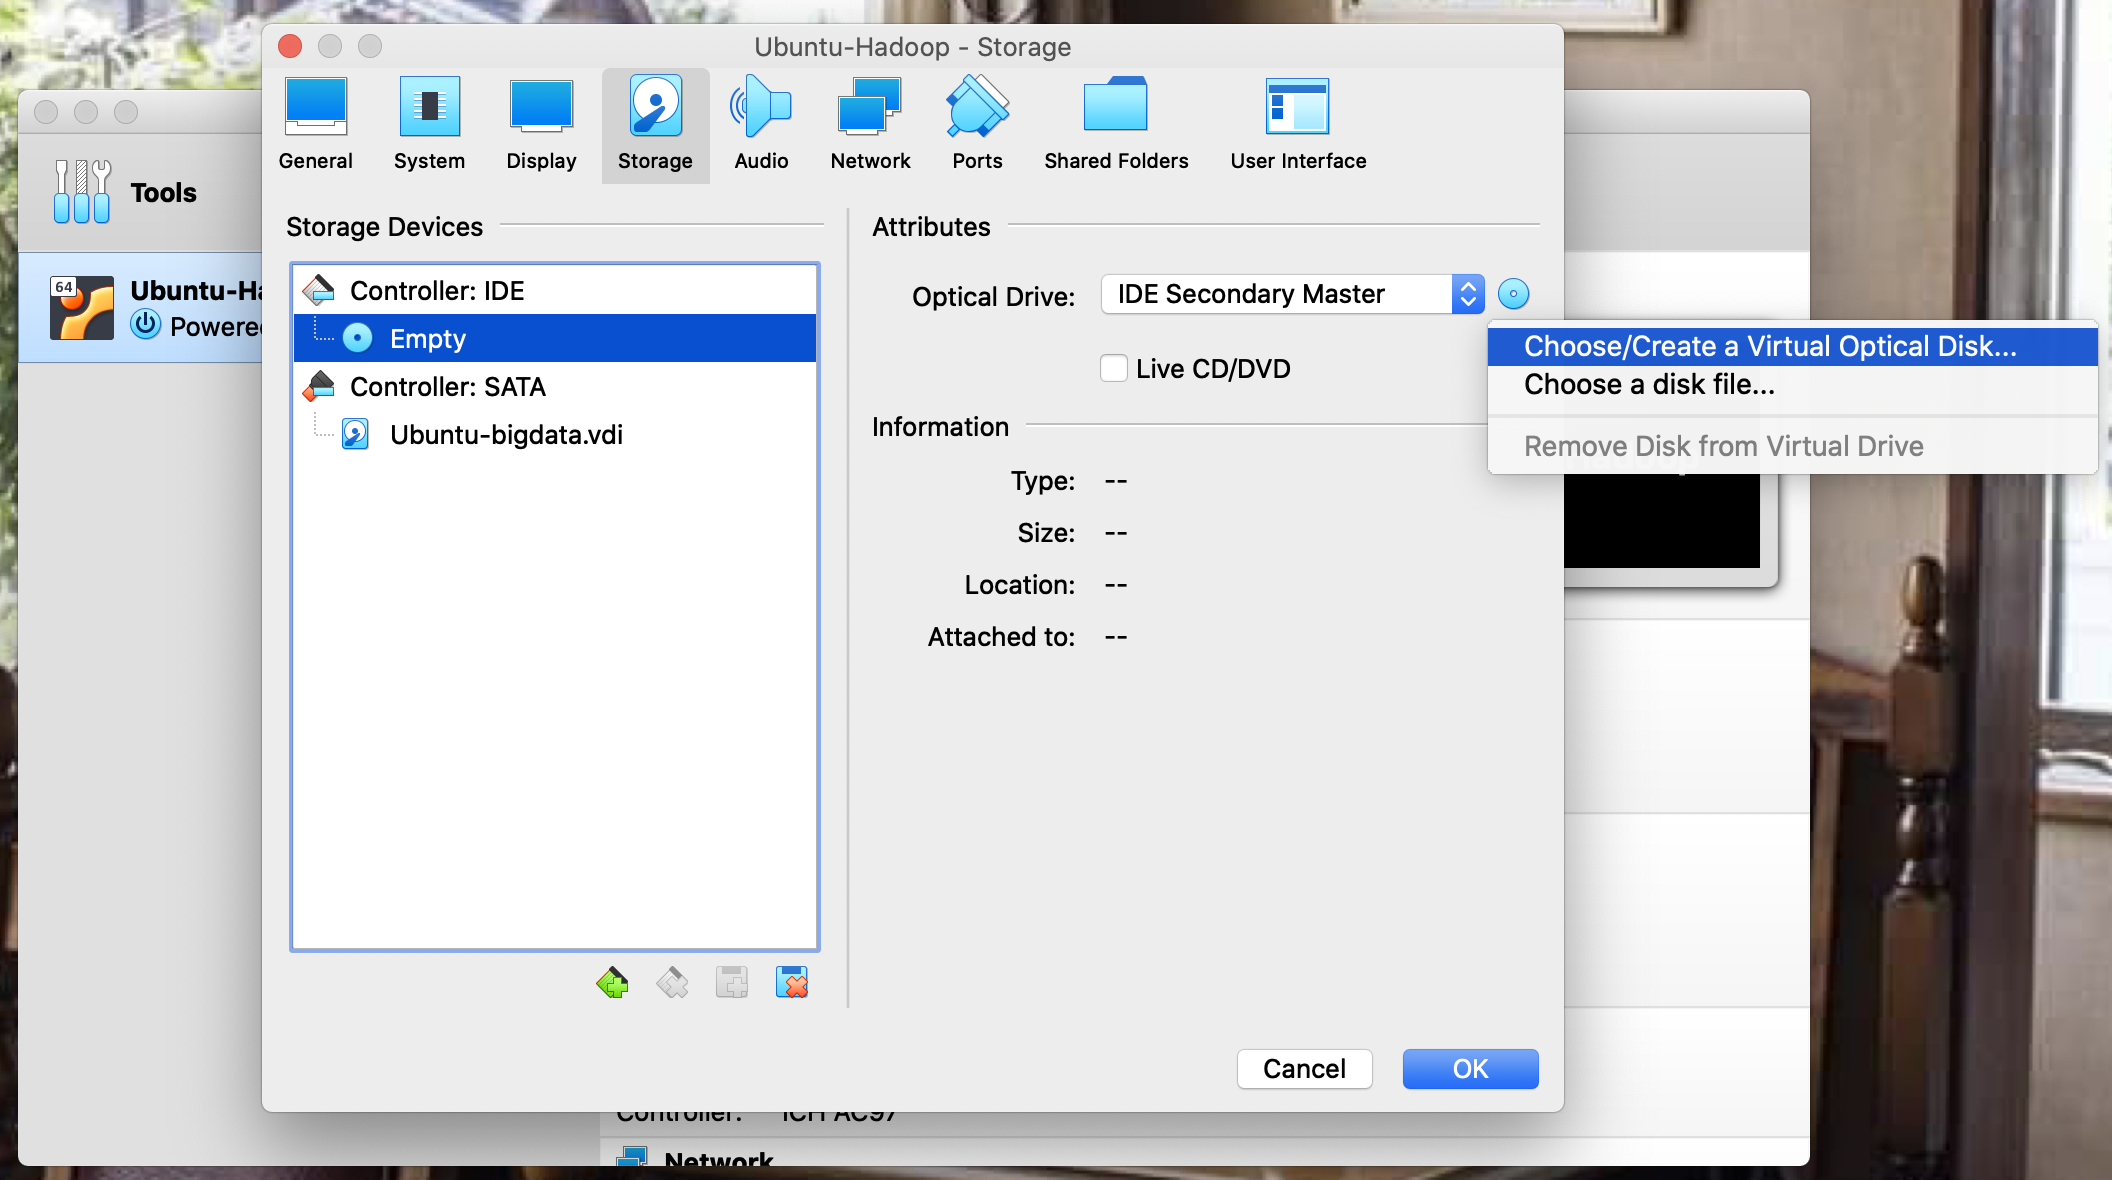 Ubuntu-Hadoop - Storage
General
System
Display
Storage
Audio
Network
Ports
Shared Folders
User Interface
Tools
64
Ubuntu-Ha
Powered
Storage Devices
Controller: IDE
Empty
Controller: SATA
Ubuntu-bigdata.vdi
Attributes
Optical Drive: IDE Secondary Master
Live CD/DVD
Choose/Create a Virtual Optical Disk...
Choose a disk file...
Remove Disk from Virtual Drive
Information
Type: --
Size: --
Location: --
Attached to: --
Cancel
OK
Controller: ICH AC97
Network